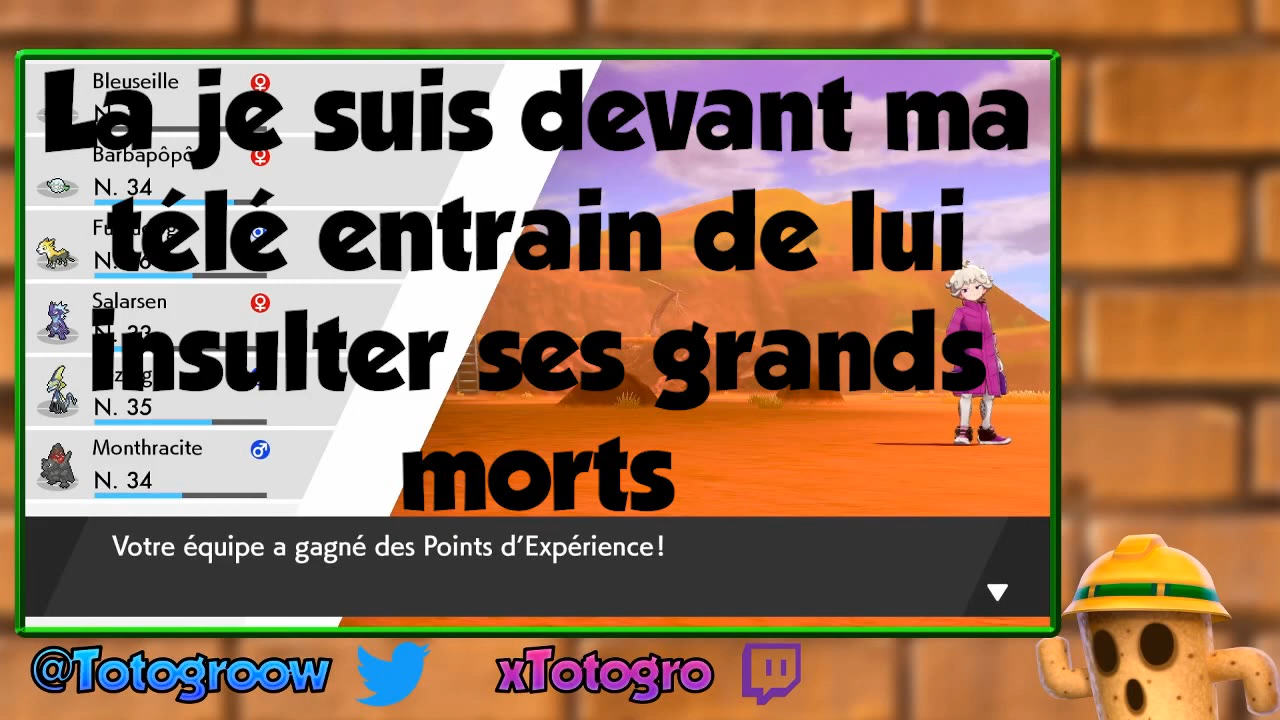 La je suis devant ma
télé entrain de lui
insulter ses grands
morts
Bleuseille
Barbapôpô
N. 34
Salarsen
N. 35
Monthracite
N. 34
Votre équipe a gagné des Points d'Expérience!
@Totogroow
xTotogro